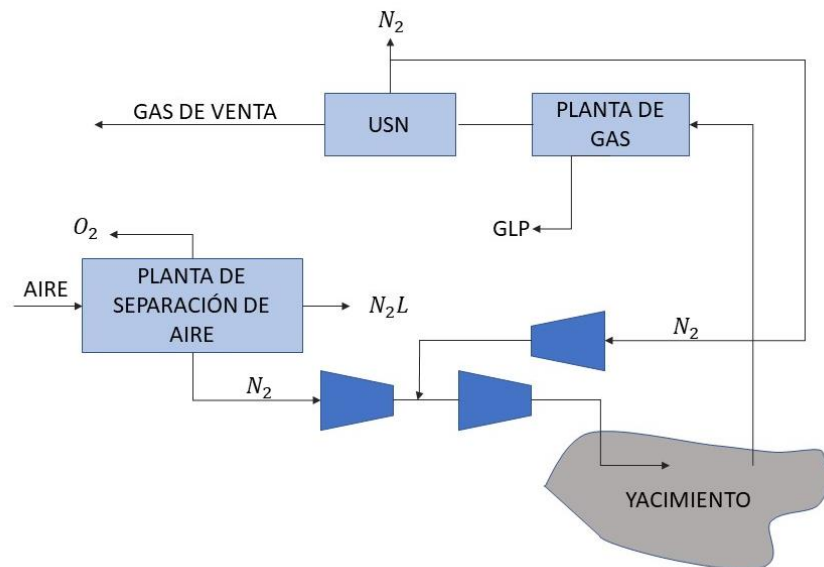 N₂
GAS DE VENTA
USN
PLANTA DE
GAS
O₂
GLP
AIRE
PLANTA DE
SEPARACIÓN DE
AIRE
N₂L
N₂
N₂
YACIMIENTO